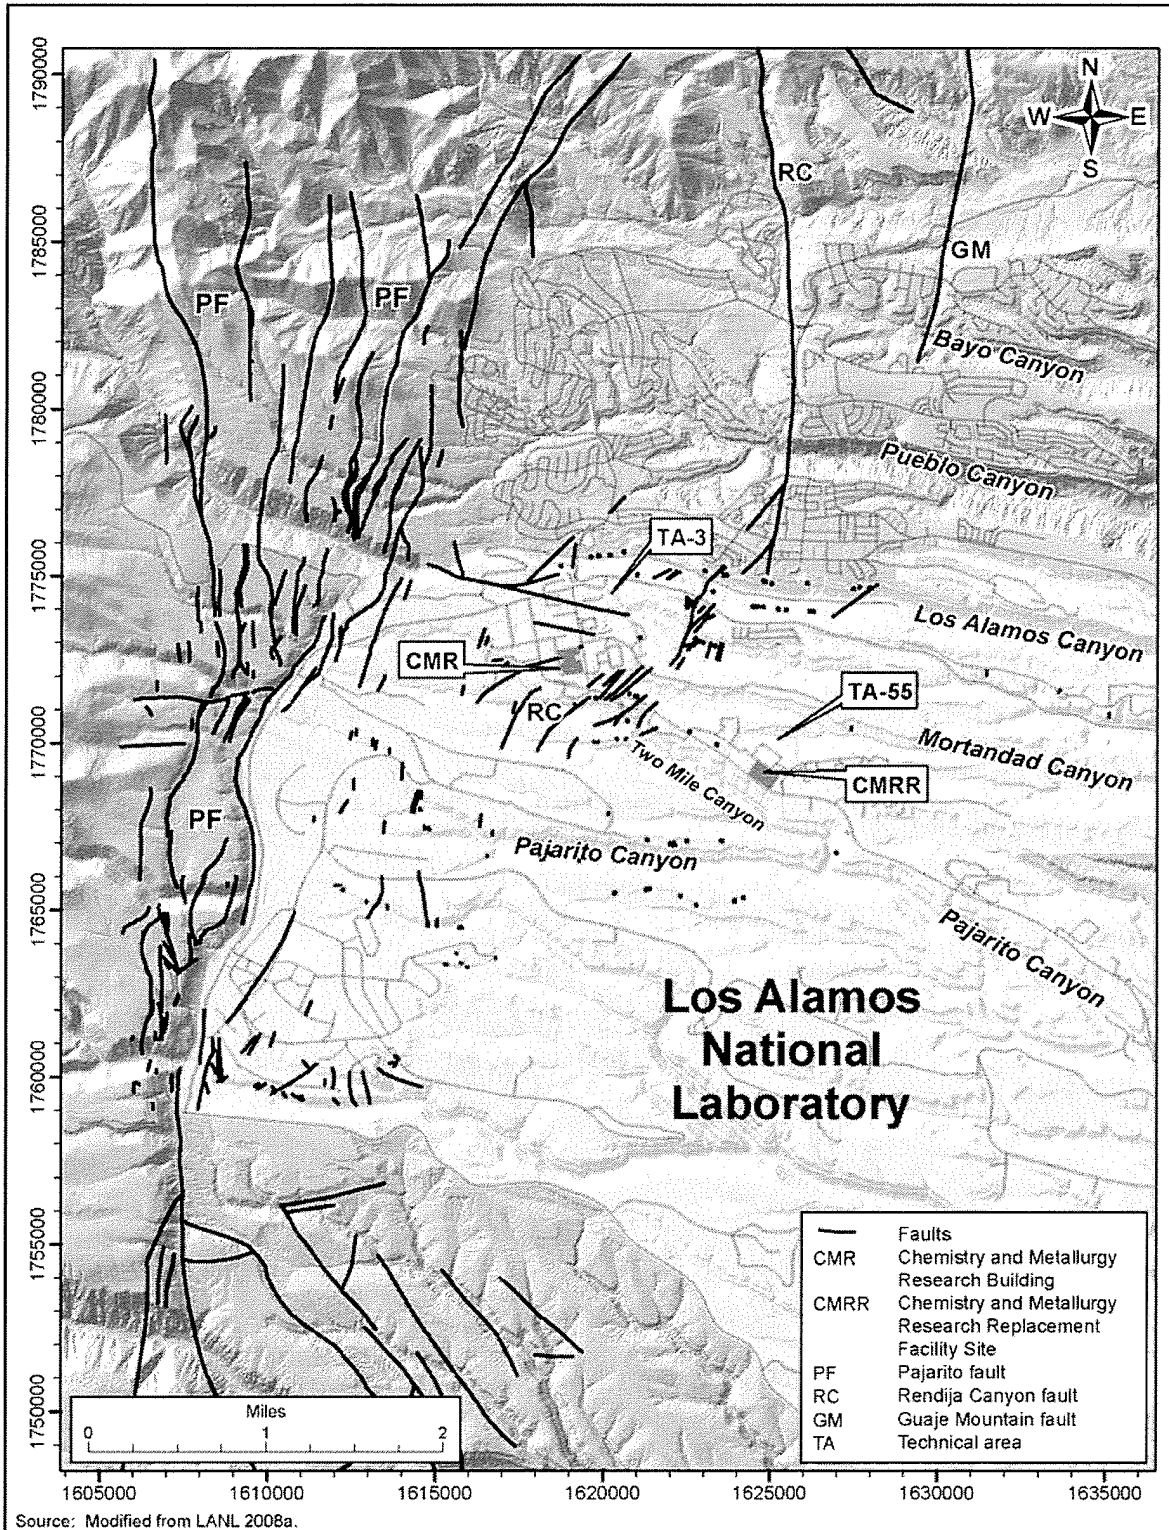 1790000
1785000
1780000
1775000
1770000
1765000
1760000
1755000
1750000
N
W
E
S
RC
GM
PF
PF
Bayo Canyon
Pueblo Canyon
TA-3
Los Alamos Canyon
CMR
TA-55
RC
Mortandad Canyon
Two Mile Canyon
CMRR
PF
Pajarito Canyon
Pajarito Canyon
Los Alamos
National
Laboratory
Faults
CMR Chemistry and Metallurgy
Research Building
CMRR Chemistry and Metallurgy
Research Replacement
Facility Site
PF Pajarito fault
RC Rendija Canyon fault
GM Guaje Mountain fault
TA Technical area
Miles
0 1 2
1605000 1610000 1615000 1620000 1625000 1630000 1635000
Source: Modified from LANL 2008a.